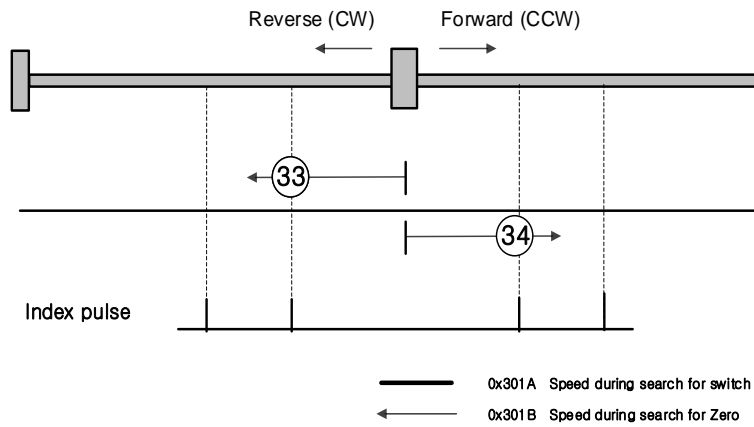 Reverse (CW) Forward (CCW)
33
34
Index pulse
0x301A Speed during search for switch
0x301B Speed during search for Zero